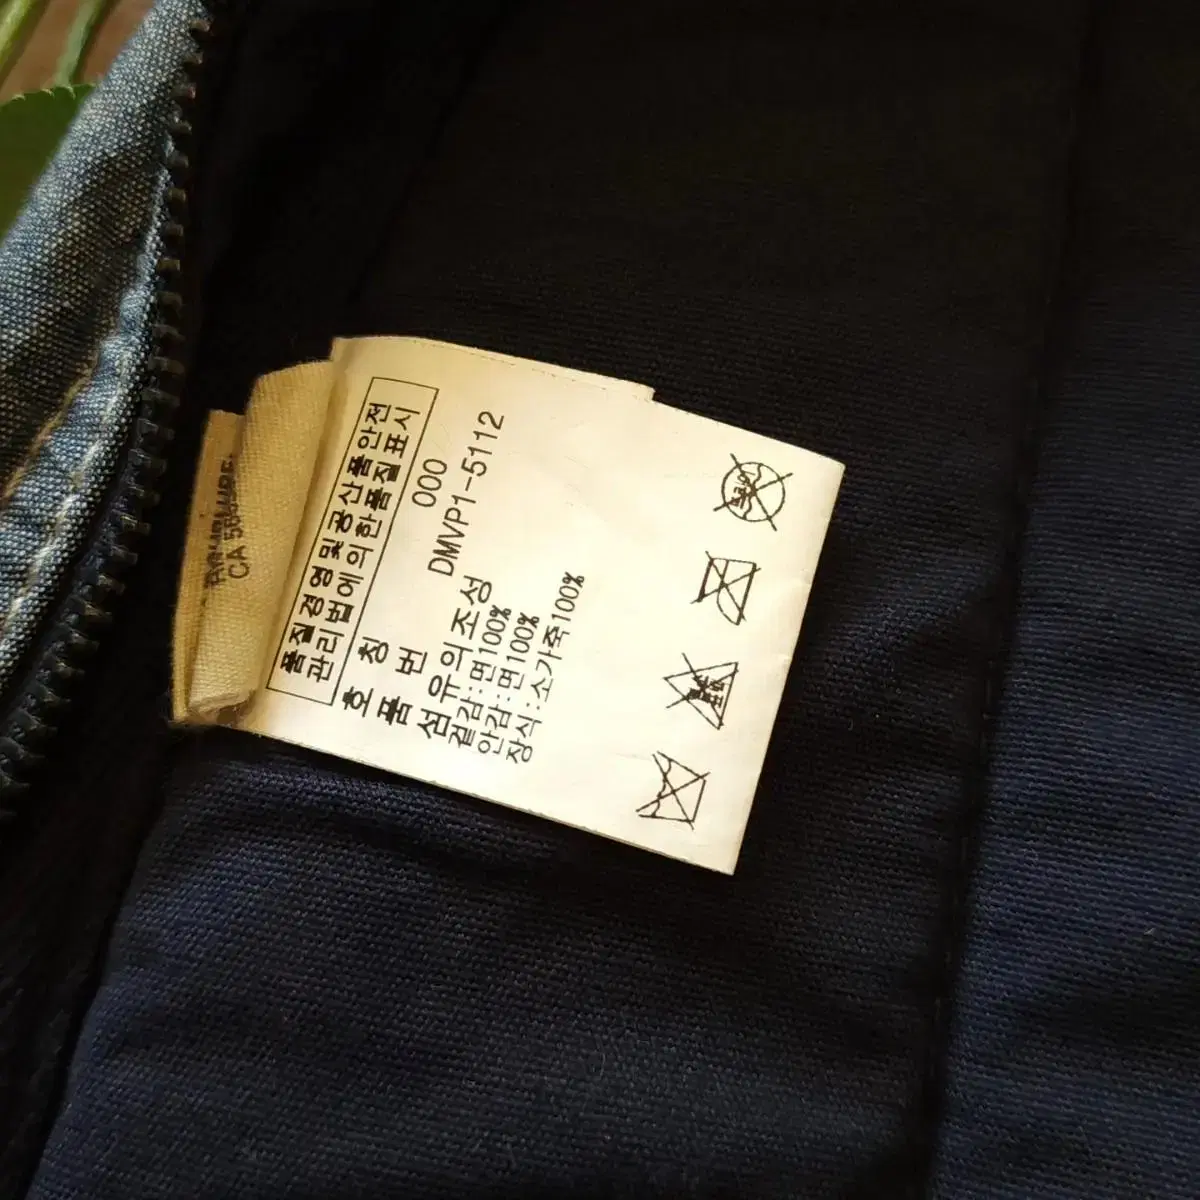 품질경영및공산품안전
관리법에의한품질표시
호칭 000
품번 DMVP1-5112
섬유의조성
겉감:면100%
안감:면100%
장식:소가죽100%
CA